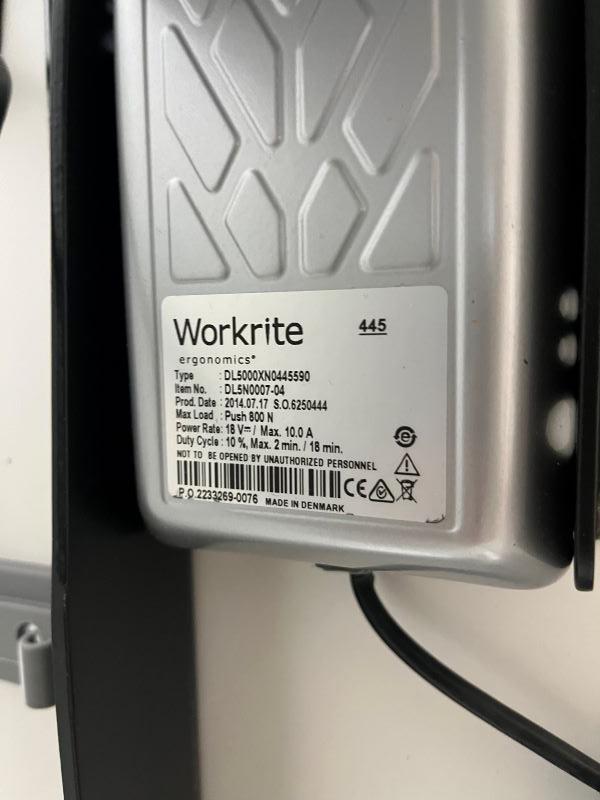 Workrite 445
ergonomics®
Type : DL5000XN0445590
Item No. : DL5N0007-04
Prod. Date : 2014.07.17 S.O.6250444
Max Load : Push 800 N
Power Rate: 18 V⎓/ Max. 10.0 A
Duty Cycle : 10 %, Max. 2 min. / 18 min.
NOT TO BE OPENED BY UNAUTHORIZED PERSONNEL
CE
P.O.2233269-0076 MADE IN DENMARK